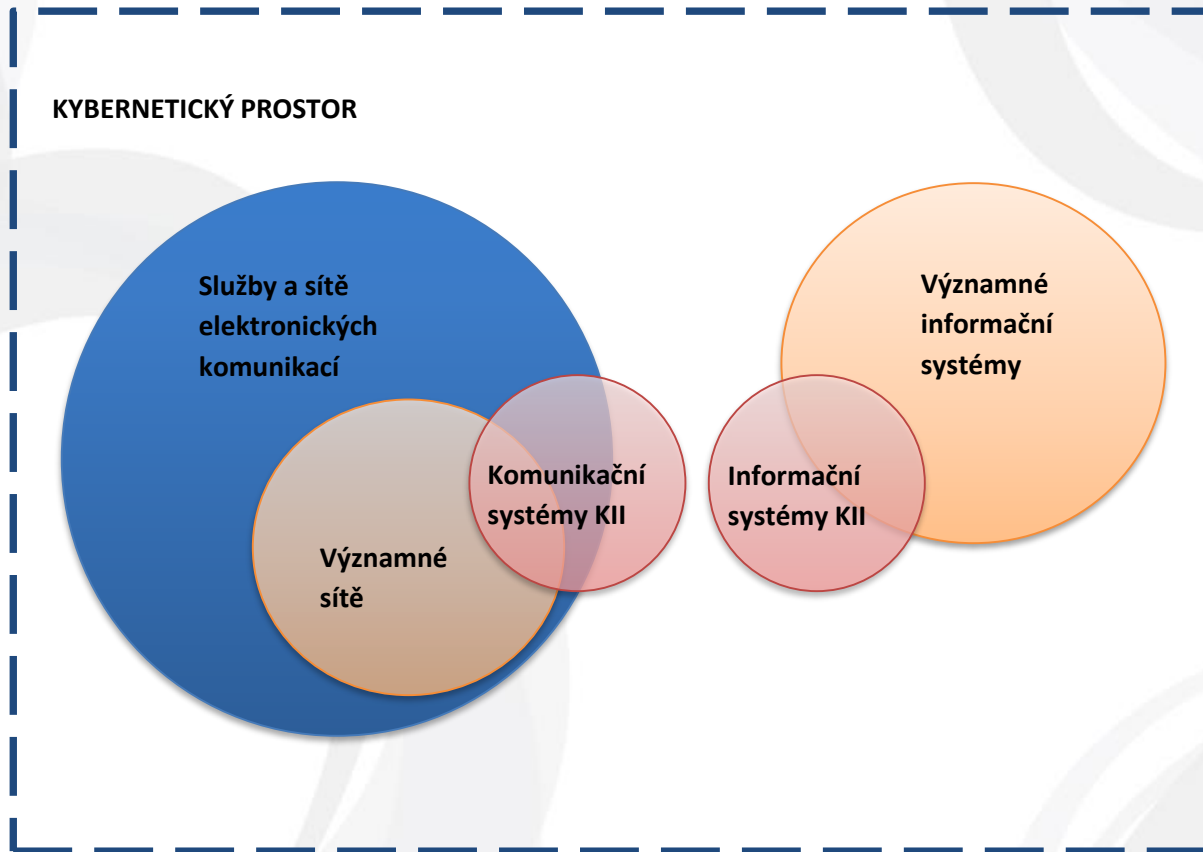 KYBERNETICKÝ PROSTOR
Služby a sítě
elektronických
komunikací
Významné
informační
systémy
Komunikační
systémy KII
Informační
systémy KII
Významné
sítě